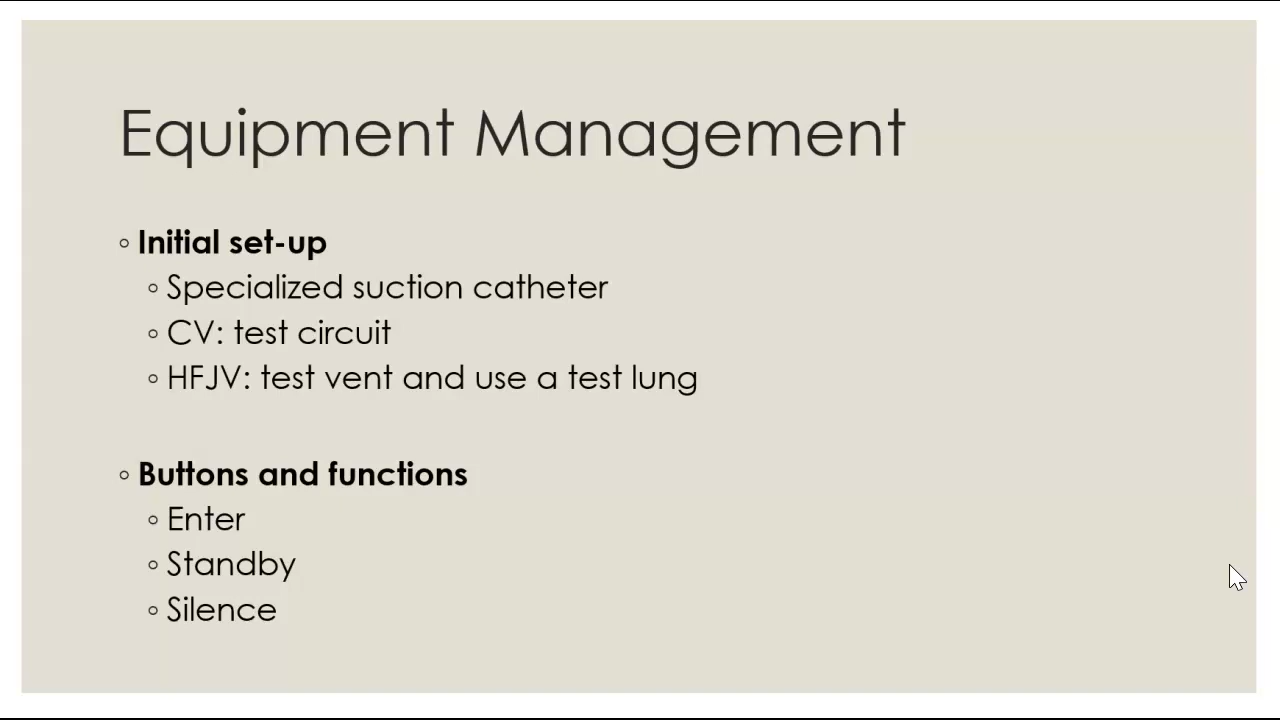 Equipment Management
◦ Initial set-up
◦ Specialized suction catheter
◦ CV: test circuit
◦ HFJV: test vent and use a test lung
◦ Buttons and functions
◦ Enter
◦ Standby
◦ Silence